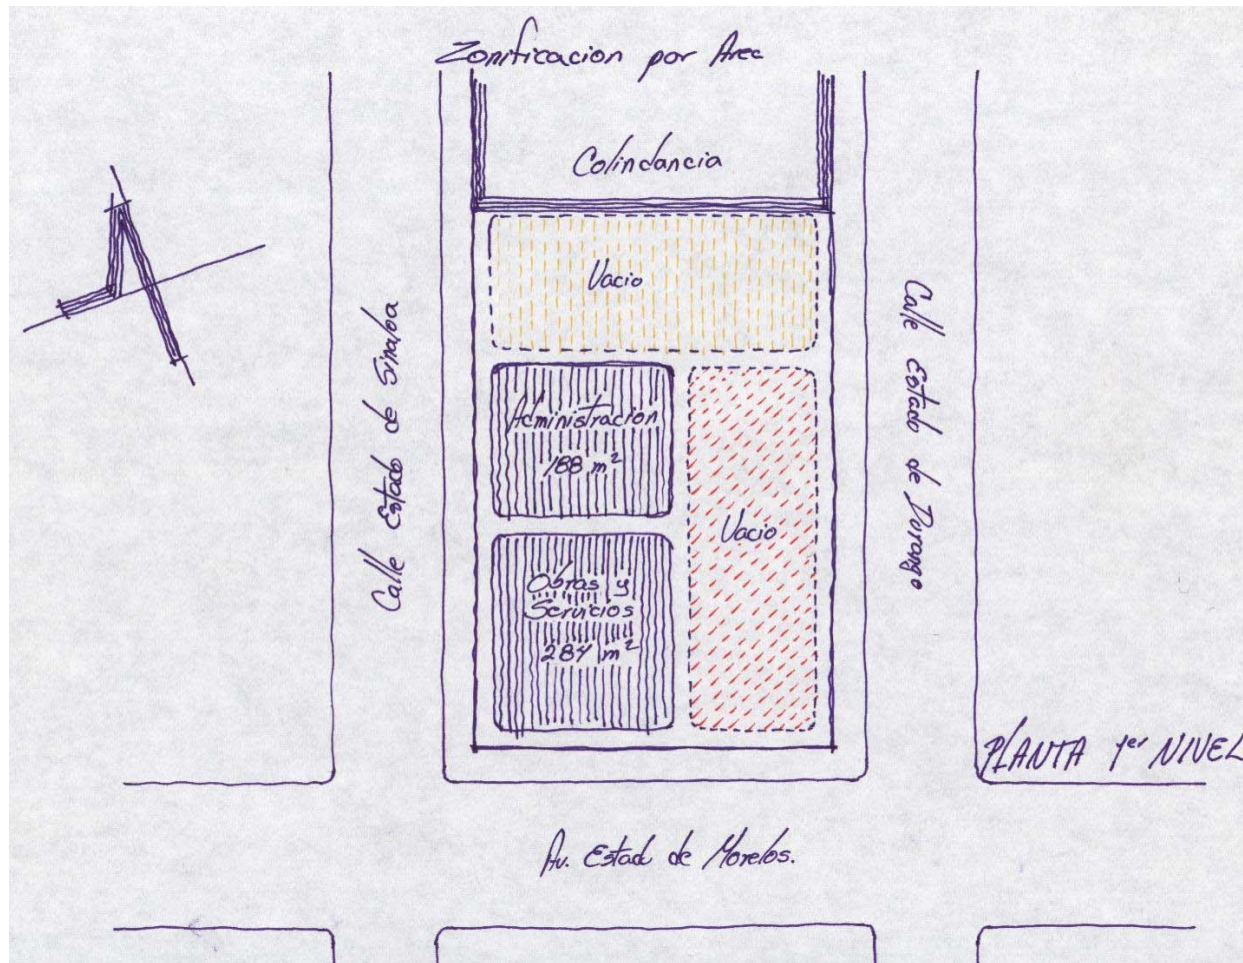 Zonificacion por Area
Colindancia
Vacio
Administracion
188 m²
Vacio
Obras y
Servicios
284 m²
Calle Estado de Sinaloa
Calle Estado de Durango
PLANTA 1er NIVEL
Av. Estado de Morelos.